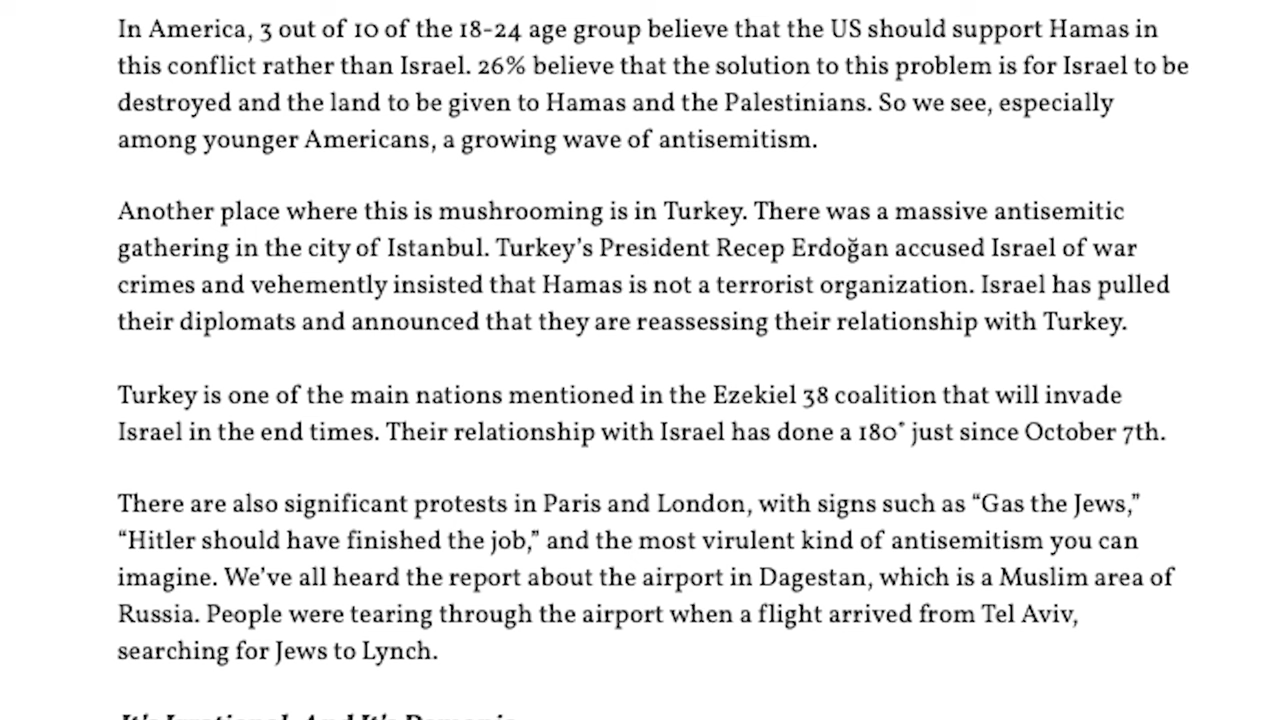 In America, 3 out of 10 of the 18-24 age group believe that the US should support Hamas in
this conflict rather than Israel. 26% believe that the solution to this problem is for Israel to be
destroyed and the land to be given to Hamas and the Palestinians. So we see, especially
among younger Americans, a growing wave of antisemitism.
Another place where this is mushrooming is in Turkey. There was a massive antisemitic
gathering in the city of Istanbul. Turkey’s President Recep Erdoğan accused Israel of war
crimes and vehemently insisted that Hamas is not a terrorist organization. Israel has pulled
their diplomats and announced that they are reassessing their relationship with Turkey.
Turkey is one of the main nations mentioned in the Ezekiel 38 coalition that will invade
Israel in the end times. Their relationship with Israel has done a 180˚ just since October 7th.
There are also significant protests in Paris and London, with signs such as “Gas the Jews,”
“Hitler should have finished the job,” and the most virulent kind of antisemitism you can
imagine. We’ve all heard the report about the airport in Dagestan, which is a Muslim area of
Russia. People were tearing through the airport when a flight arrived from Tel Aviv,
searching for Jews to Lynch.
It’s Irrational, And It’s Demonic